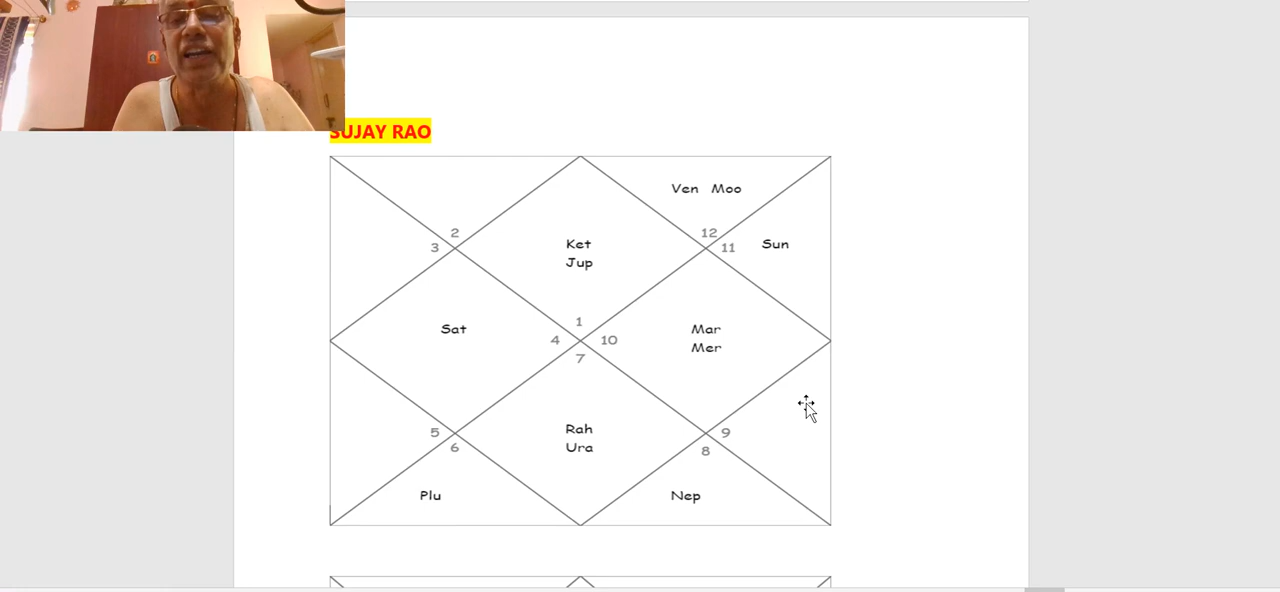 SUJAY RAO
Ven Moo
2
12
3
Ket
11
Sun
Jup
1
Sat
Mar
4
10
Mer
7
5
Rah
9
6
Ura
8
Plu
Nep